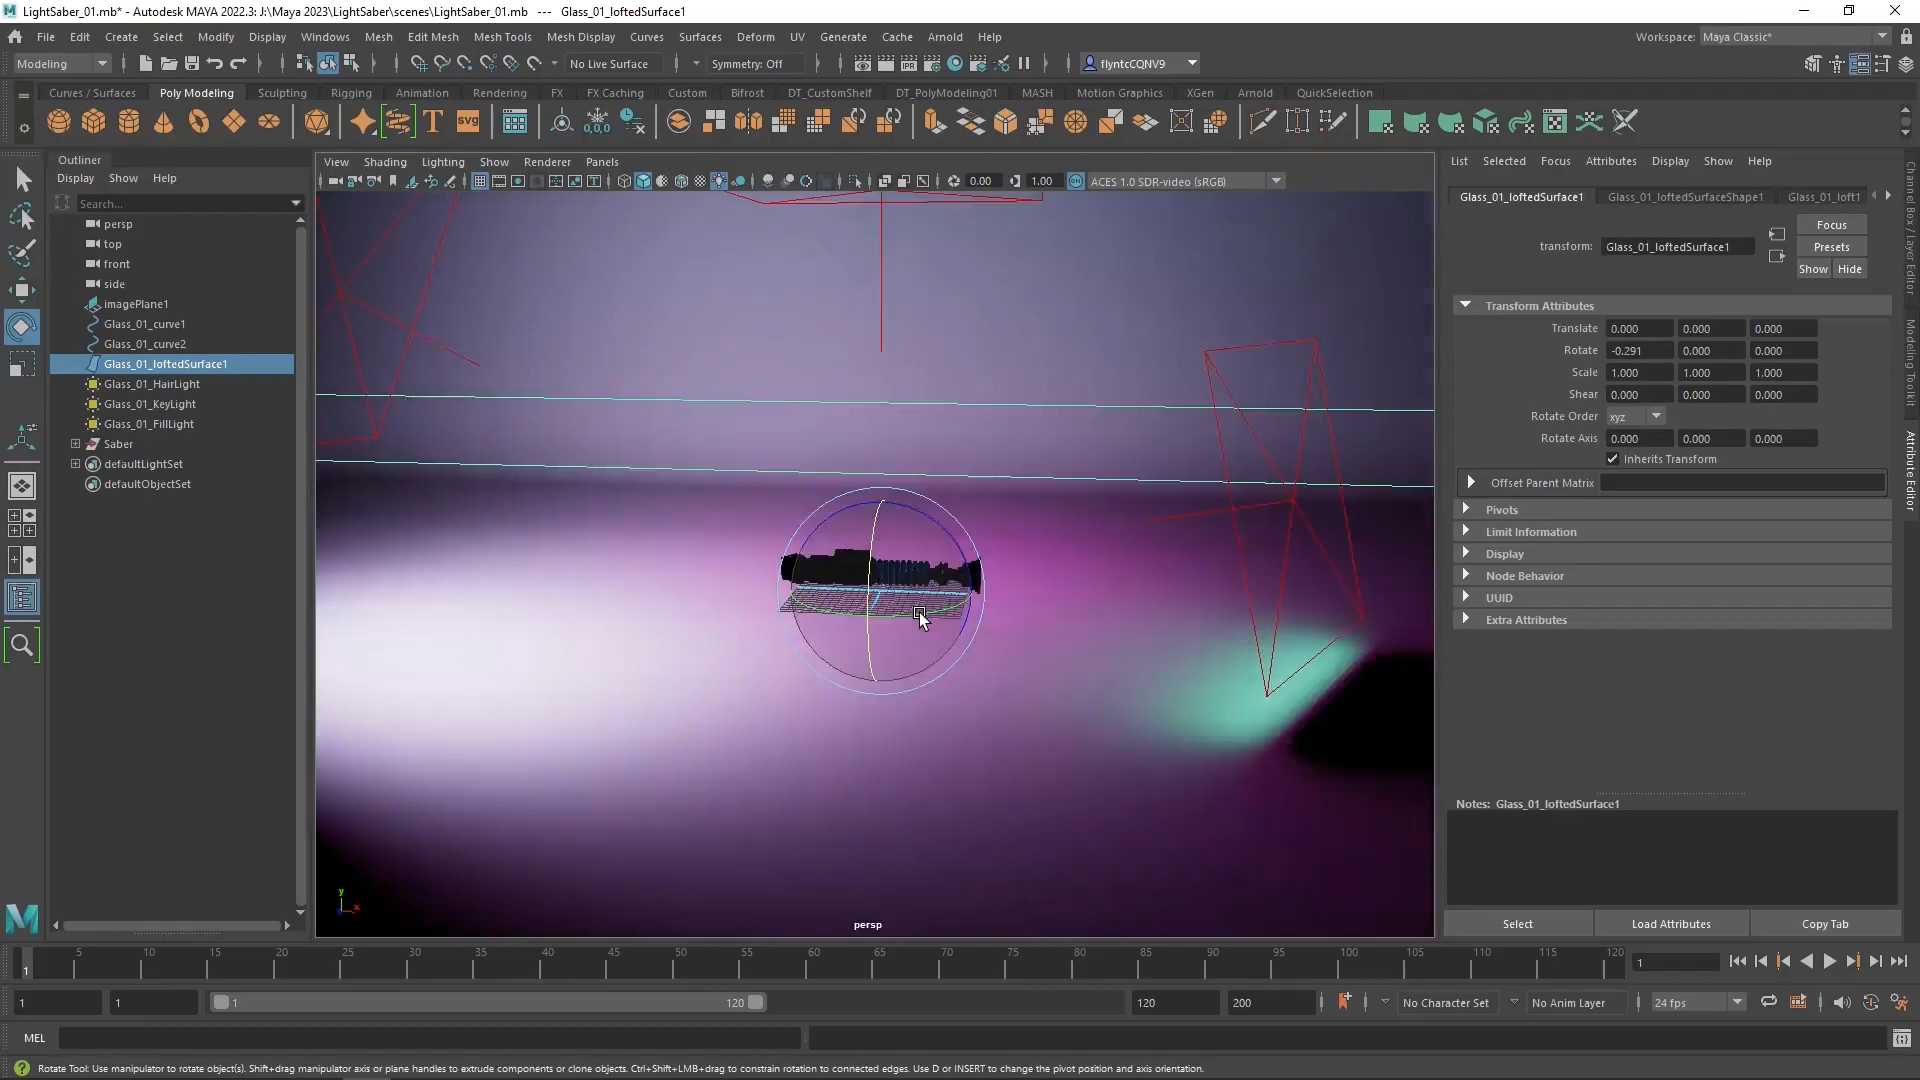 LightSaber_01.mb* - Autodesk MAYA 2022.3: J:\Maya 2023\LightSaber\scenes\LightSaber_01.mb --- Glass_01_loftedSurface1
File Edit Create Select Modify Display Windows Mesh Edit Mesh Mesh Tools Mesh Display Curves Surfaces Deform UV Generate Cache Arnold Help
Workspace: Maya Classic*
Modeling No Live Surface Symmetry: Off flyntcCQNV9
Curves / Surfaces Poly Modeling Sculpting Rigging Animation Rendering FX FX Caching Custom Bifrost DT_CustomShelf DT_PolyModeling01 MASH Motion Graphics XGen Arnold QuickSelection
Outliner
Display Show Help
Search...
persp
top
front
side
imagePlane1
Glass_01_curve1
Glass_01_curve2
Glass_01_loftedSurface1
Glass_01_HairLight
Glass_01_KeyLight
Glass_01_FillLight
Saber
defaultLightSet
defaultObjectSet
View Shading Lighting Show Renderer Panels
0.00 1.00 ACES 1.0 SDR-video (sRGB)
y
x
persp
List Selected Focus Attributes Display Show Help
Glass_01_loftedSurface1 Glass_01_loftedSurfaceShape1 Glass_01_loft1
Focus
transform: Glass_01_loftedSurface1
Presets
Show Hide
Transform Attributes
Translate 0.000 0.000 0.000
Rotate -0.291 0.000 0.000
Scale 1.000 1.000 1.000
Shear 0.000 0.000 0.000
Rotate Order xyz
Rotate Axis 0.000 0.000 0.000
Inherits Transform
Offset Parent Matrix
Pivots
Limit Information
Display
Node Behavior
UUID
Extra Attributes
Notes: Glass_01_loftedSurface1
Select Load Attributes Copy Tab
Channel Box / Layer Editor
Modeling Toolkit
Attribute Editor
5 10 15 20 25 30 35 40 45 50 55 60 65 70 75 80 85 90 95 100 105 110 115 120
1
1
1 1 1 120 120 200 No Character Set No Anim Layer 24 fps
MEL
Rotate Tool: Use manipulator to rotate object(s). Shift+drag manipulator axis or plane handles to extrude components or clone objects. Ctrl+Shift+LMB+drag to constrain rotation to connected edges. Use D or INSERT to change the pivot position and axis orientation.